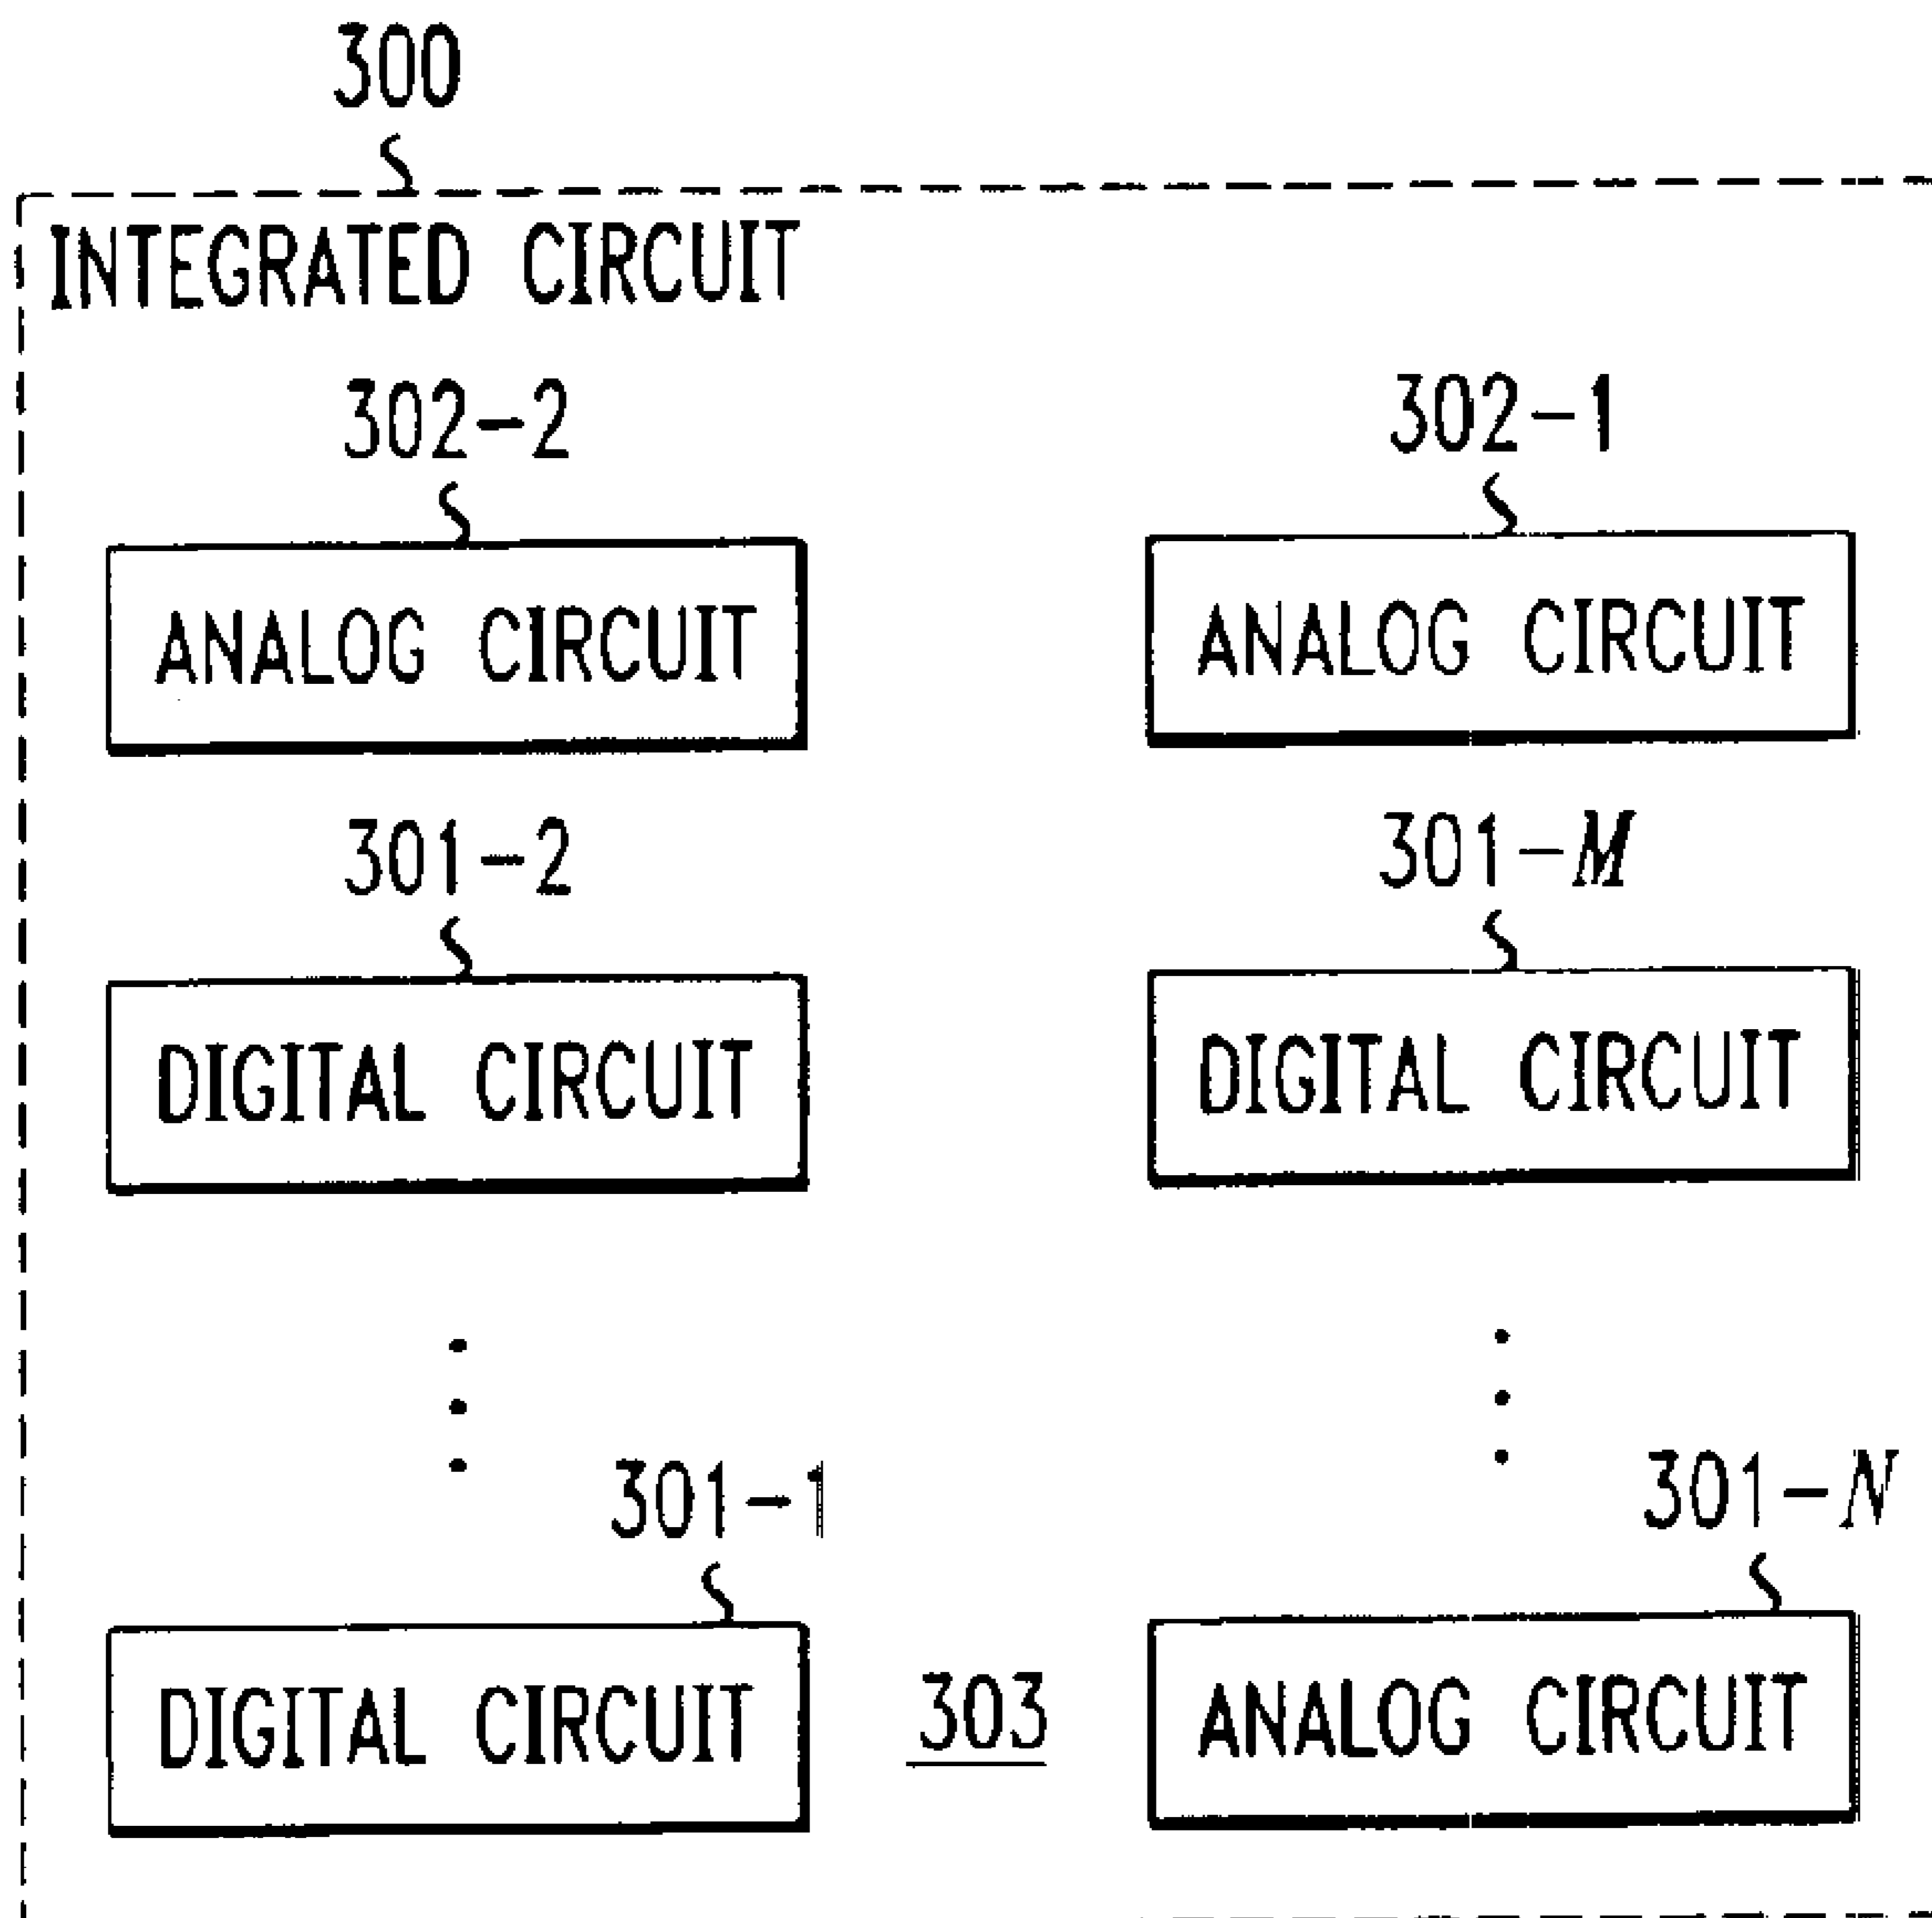 300
INTEGRATED CIRCUIT
302-2
302-1
ANALOG CIRCUIT
ANALOG CIRCUIT
301-2
301-M
DIGITAL CIRCUIT
DIGITAL CIRCUIT
301-1
301-N
DIGITAL CIRCUIT
303
ANALOG CIRCUIT